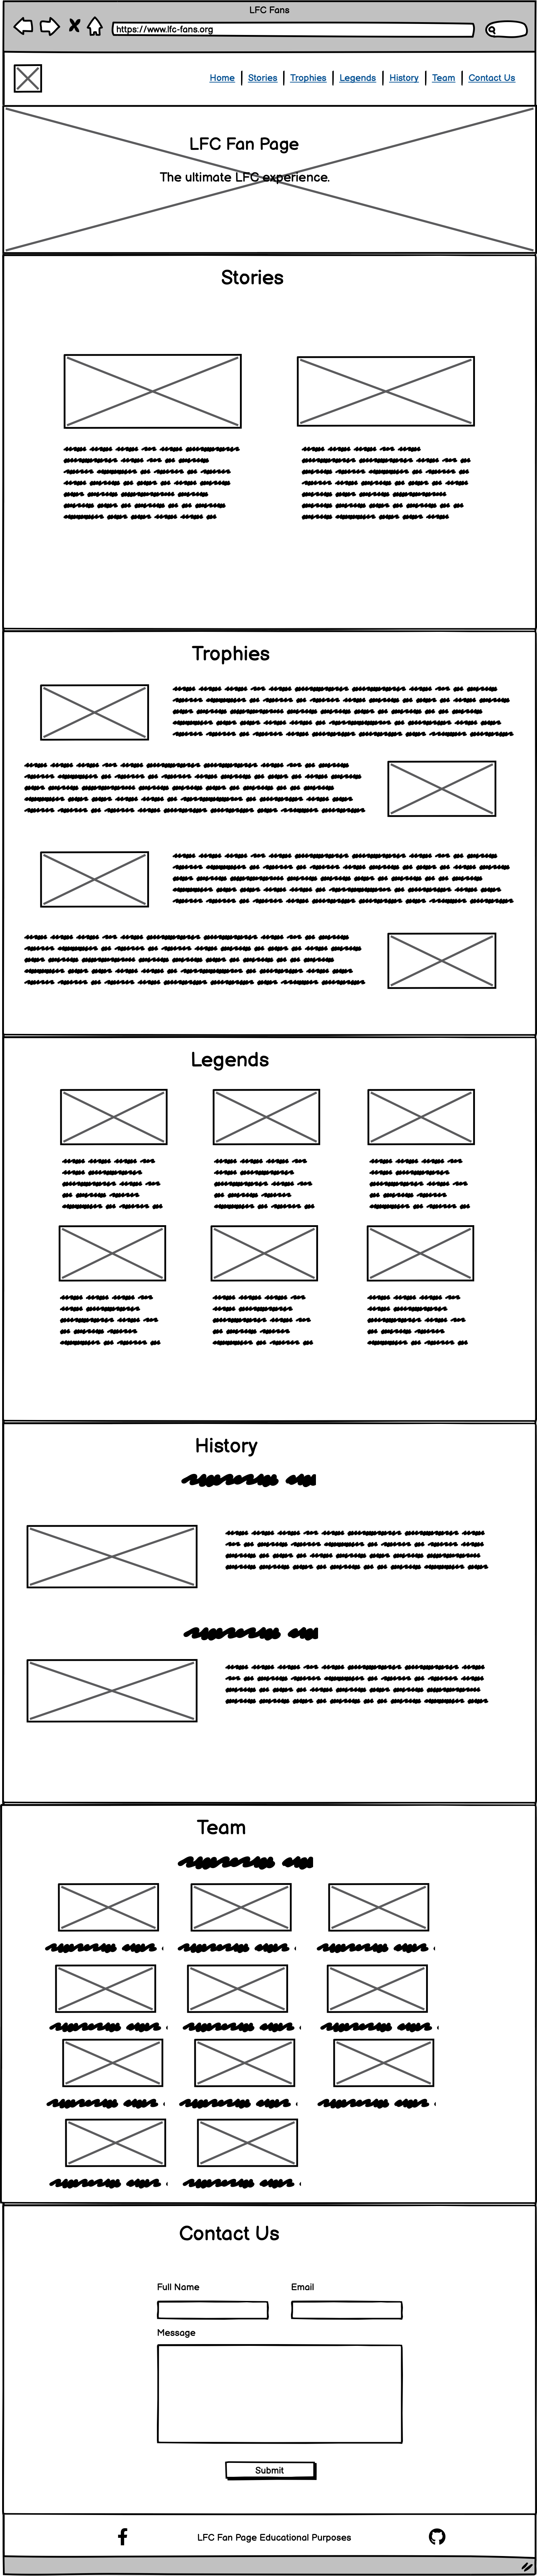 LFC Fans
https://www.lfc-fans.org
Home Stories Trophies Legends History Team Contact Us
LFC Fan Page
The ultimate LFC experience.
Stories
Trophies
Legends
History
Team
Contact Us
Full Name Email
Message
Submit
LFC Fan Page Educational Purposes